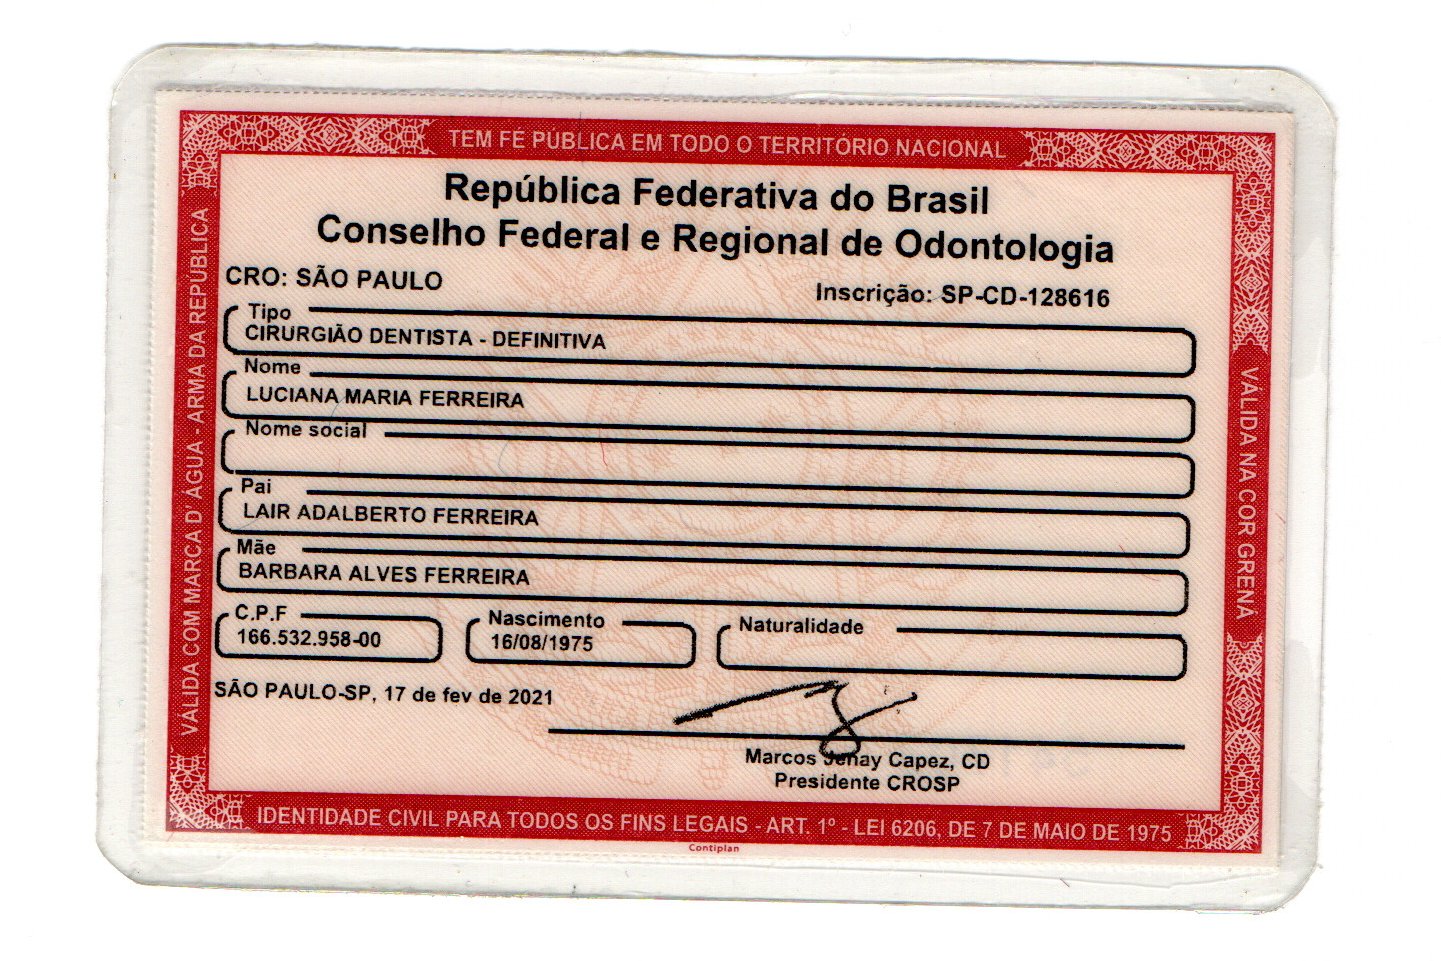 TEM FÉ PÚBLICA EM TODO O TERRITÓRIO NACIONAL
República Federativa do Brasil
Conselho Federal e Regional de Odontologia
CRO: SÃO PAULO
Inscrição: SP-CD-128616
Tipo
CIRURGIÃO DENTISTA - DEFINITIVA
Nome
LUCIANA MARIA FERREIRA
Nome social
Pai
LAIR ADALBERTO FERREIRA
Mãe
BARBARA ALVES FERREIRA
C.P.F
166.532.958-00
Nascimento
16/08/1975
Naturalidade
SÃO PAULO-SP, 17 de fev de 2021
Marcos Jenay Capez, CD
Presidente CROSP
IDENTIDADE CIVIL PARA TODOS OS FINS LEGAIS - ART. 1º - LEI 6206, DE 7 DE MAIO DE 1975
Contiplan
VÁLIDA COM MARCA D' ÁGUA - ARMA DA REPÚBLICA
VÁLIDA NA COR GRENA